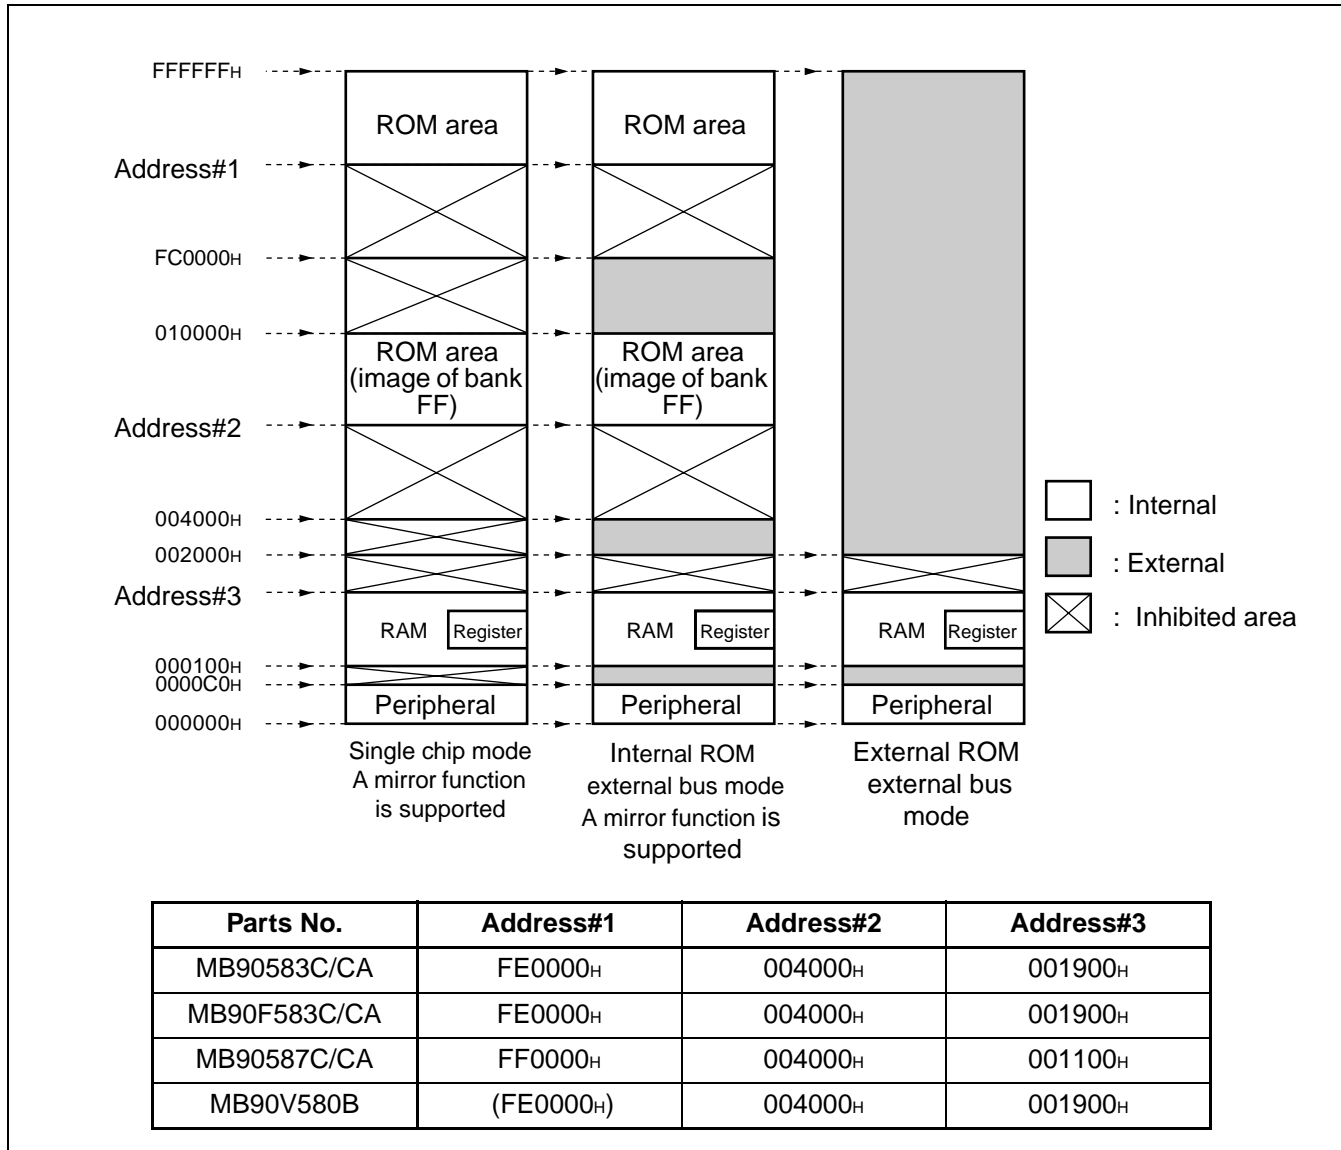 FFFFFFH
ROM area
ROM area
Address#1
FC0000H
010000H
ROM area
(image of bank
FF)
ROM area
(image of bank
FF)
Address#2
004000H
002000H
Address#3
RAM
Register
RAM
Register
RAM
Register
000100H
0000C0H
000000H
Peripheral
Peripheral
Peripheral
: Internal
: External
: Inhibited area
Single chip mode
A mirror function
is supported
Internal ROM
external bus mode
A mirror function is
supported
External ROM
external bus
mode
Parts No. Address#1 Address#2 Address#3
MB90583C/CA FE0000H 004000H 001900H
MB90F583C/CA FE0000H 004000H 001900H
MB90587C/CA FF0000H 004000H 001100H
MB90V580B (FE0000H) 004000H 001900H